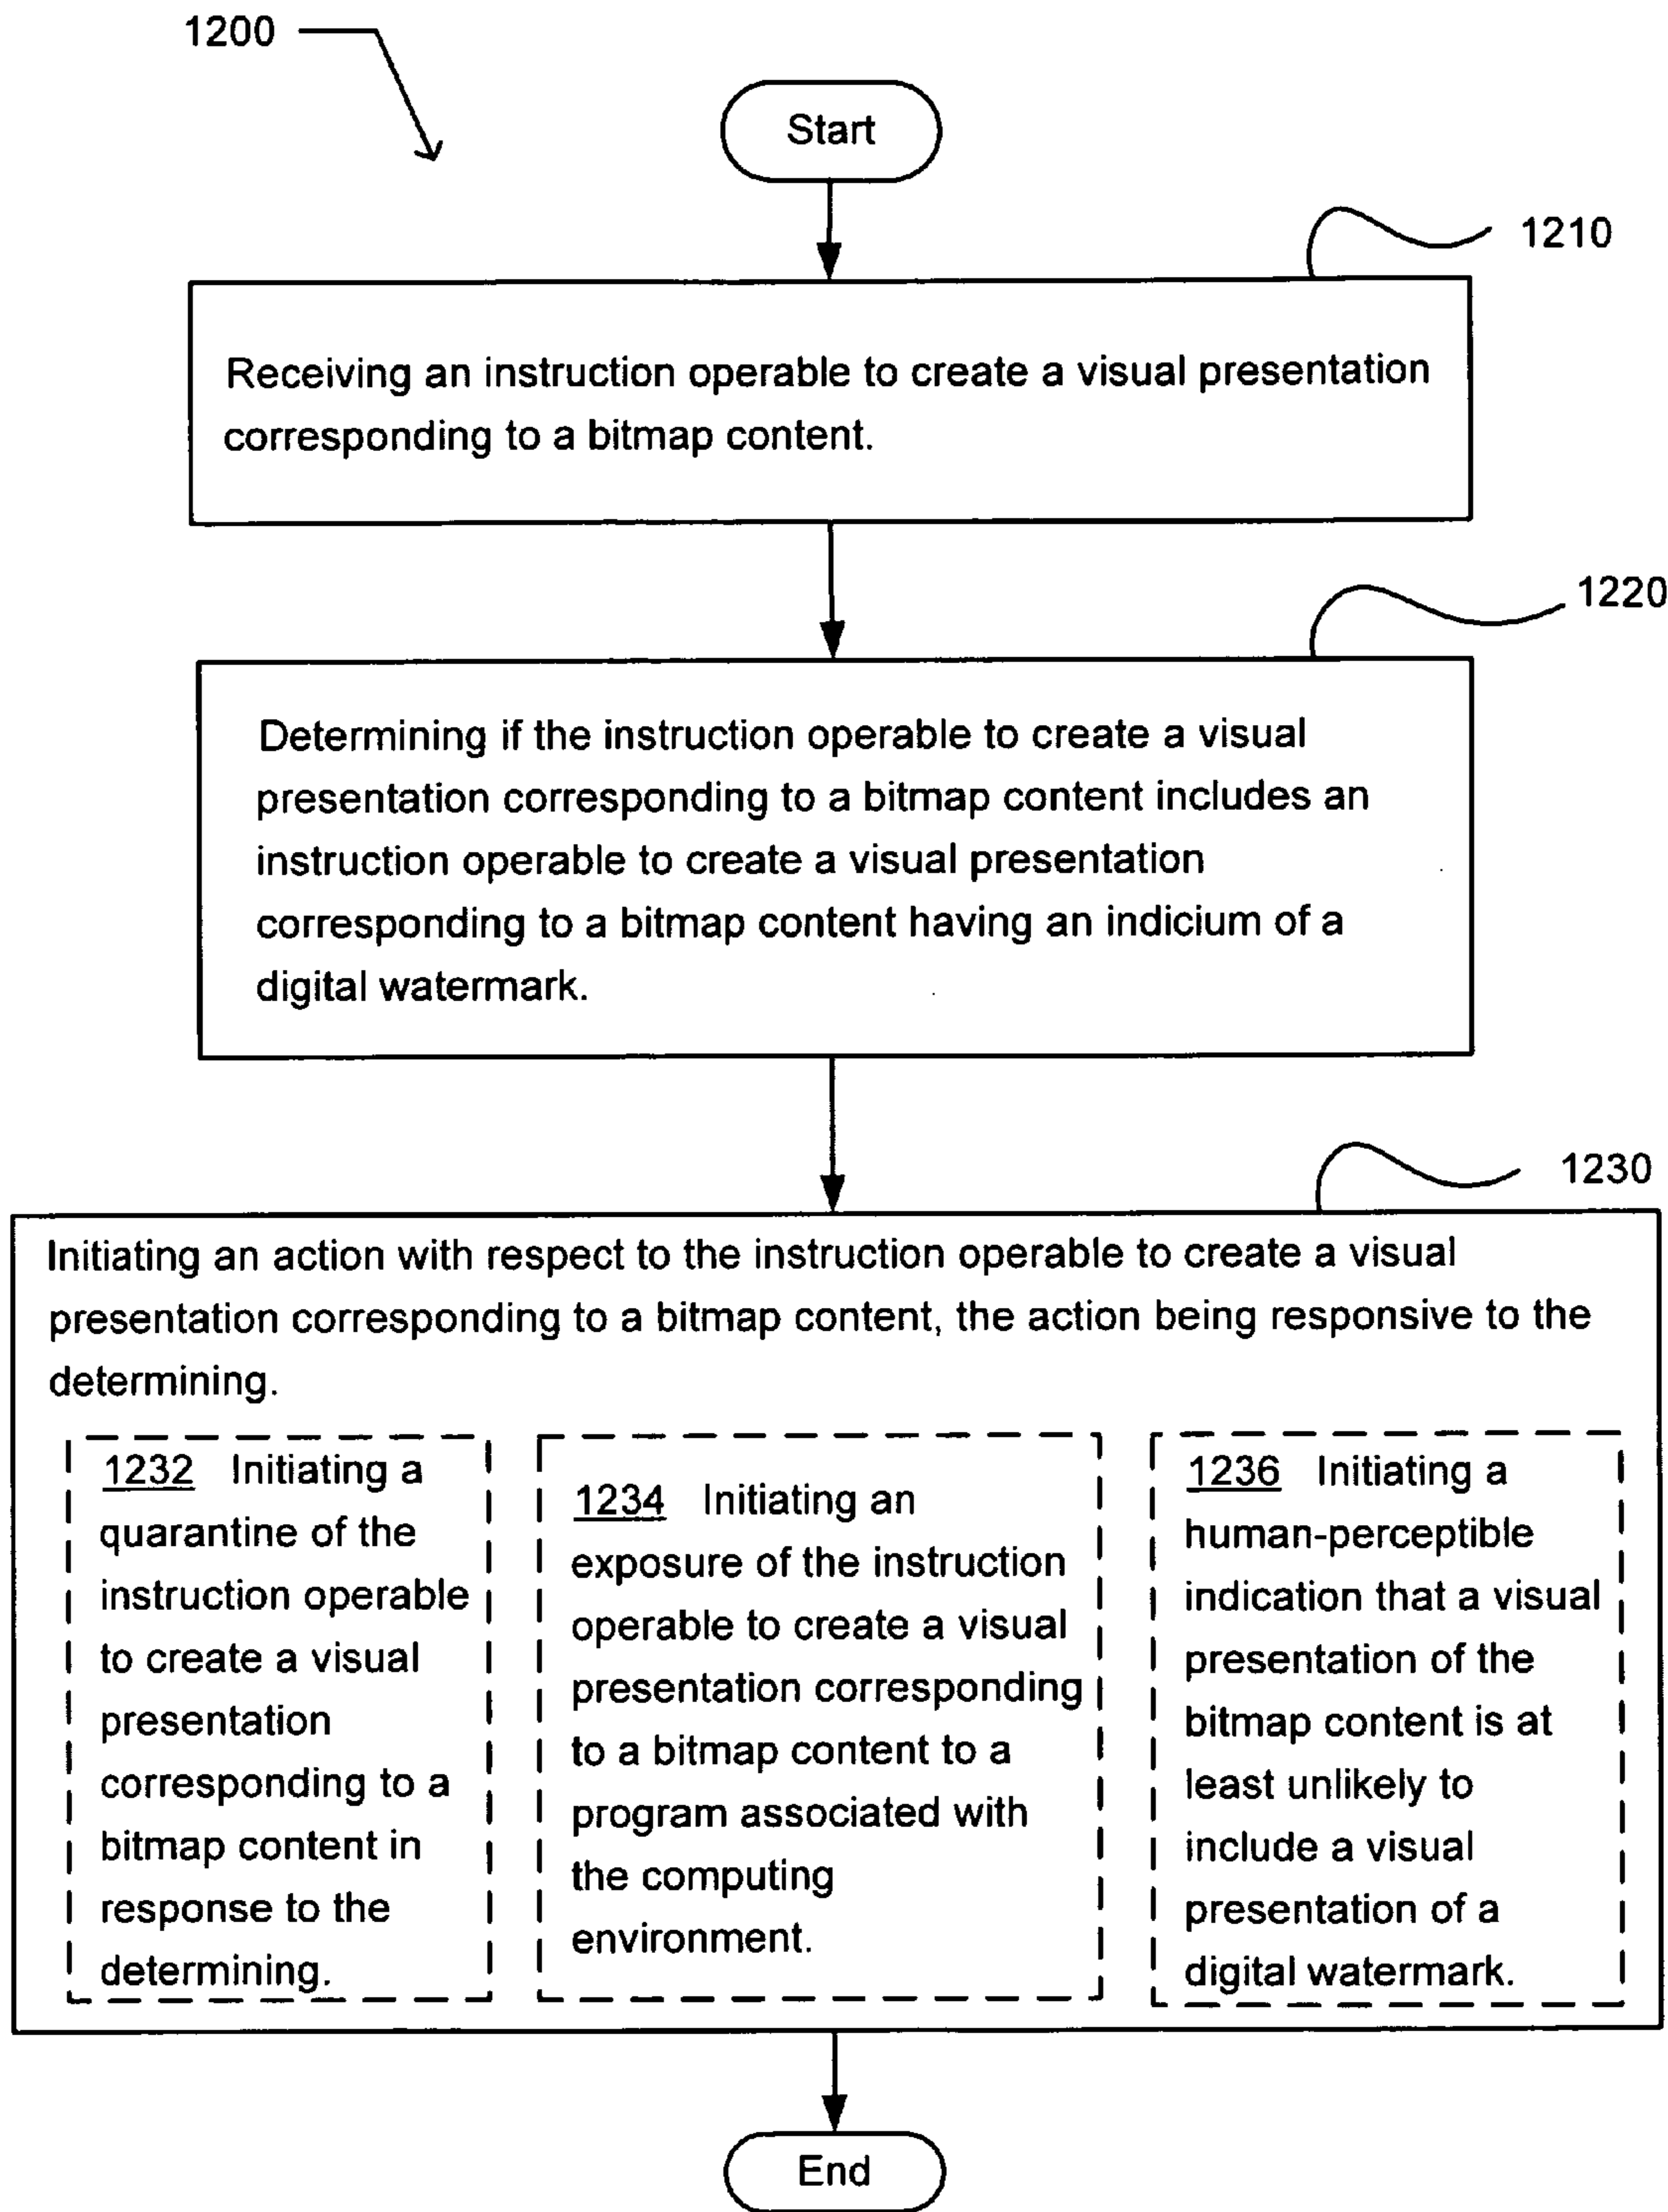 1200
Start
1210
Receiving an instruction operable to create a visual presentation
corresponding to a bitmap content.
1220
Determining if the instruction operable to create a visual
presentation corresponding to a bitmap content includes an
instruction operable to create a visual presentation
corresponding to a bitmap content having an indicium of a
digital watermark.
1230
Initiating an action with respect to the instruction operable to create a visual
presentation corresponding to a bitmap content, the action being responsive to the
determining.
1232 Initiating a
quarantine of the
instruction operable
to create a visual
presentation
corresponding to a
bitmap content in
response to the
determining.
1234 Initiating an
exposure of the instruction
operable to create a visual
presentation corresponding
to a bitmap content to a
program associated with
the computing
environment.
1236 Initiating a
human-perceptible
indication that a visual
presentation of the
bitmap content is at
least unlikely to
include a visual
presentation of a
digital watermark.
End